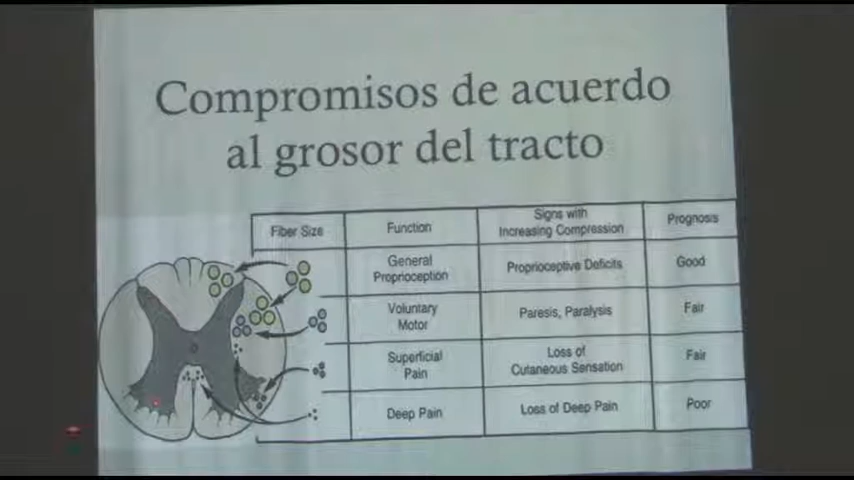 Compromisos de acuerdo
al grosor del tracto
Fiber Size
Function
Signs with
Increasing Compression
Prognosis
General
Proprioception
Proprioceptive Deficits
Good
Voluntary
Motor
Paresis, Paralysis
Fair
Superficial
Pain
Loss of
Cutaneous Sensation
Fair
Deep Pain
Loss of Deep Pain
Poor